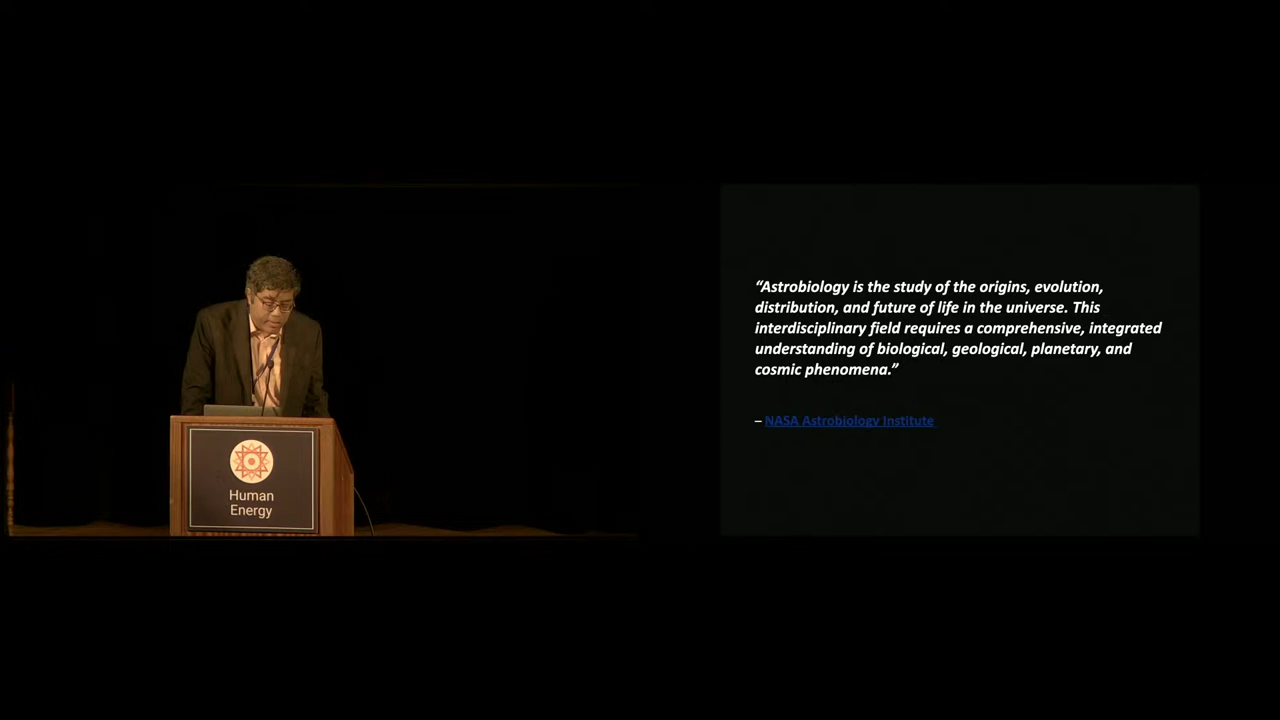 “Astrobiology is the study of the origins, evolution,
distribution, and future of life in the universe. This
interdisciplinary field requires a comprehensive, integrated
understanding of biological, geological, planetary, and
cosmic phenomena.”
– NASA Astrobiology Institute
Human
Energy